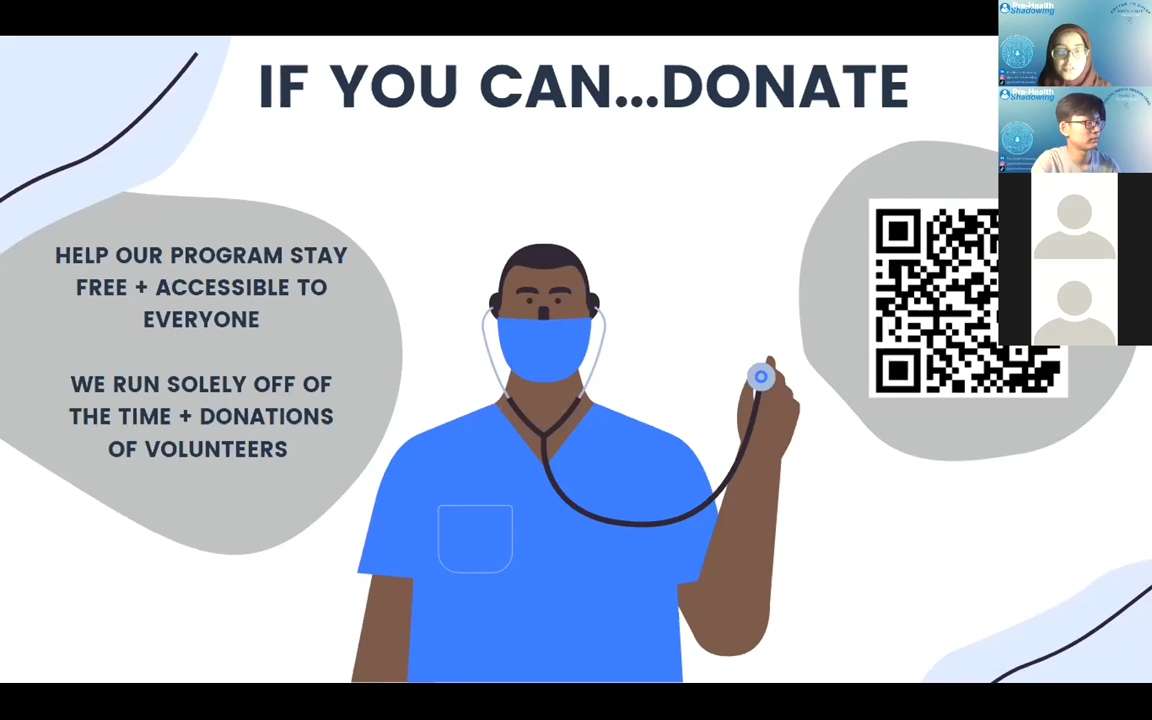 IF YOU CAN...DONATE
HELP OUR PROGRAM STAY
FREE + ACCESSIBLE TO
EVERYONE
WE RUN SOLELY OFF OF
THE TIME + DONATIONS
OF VOLUNTEERS
Pre-Health
Shadowing
Pre-Health
Shadowing